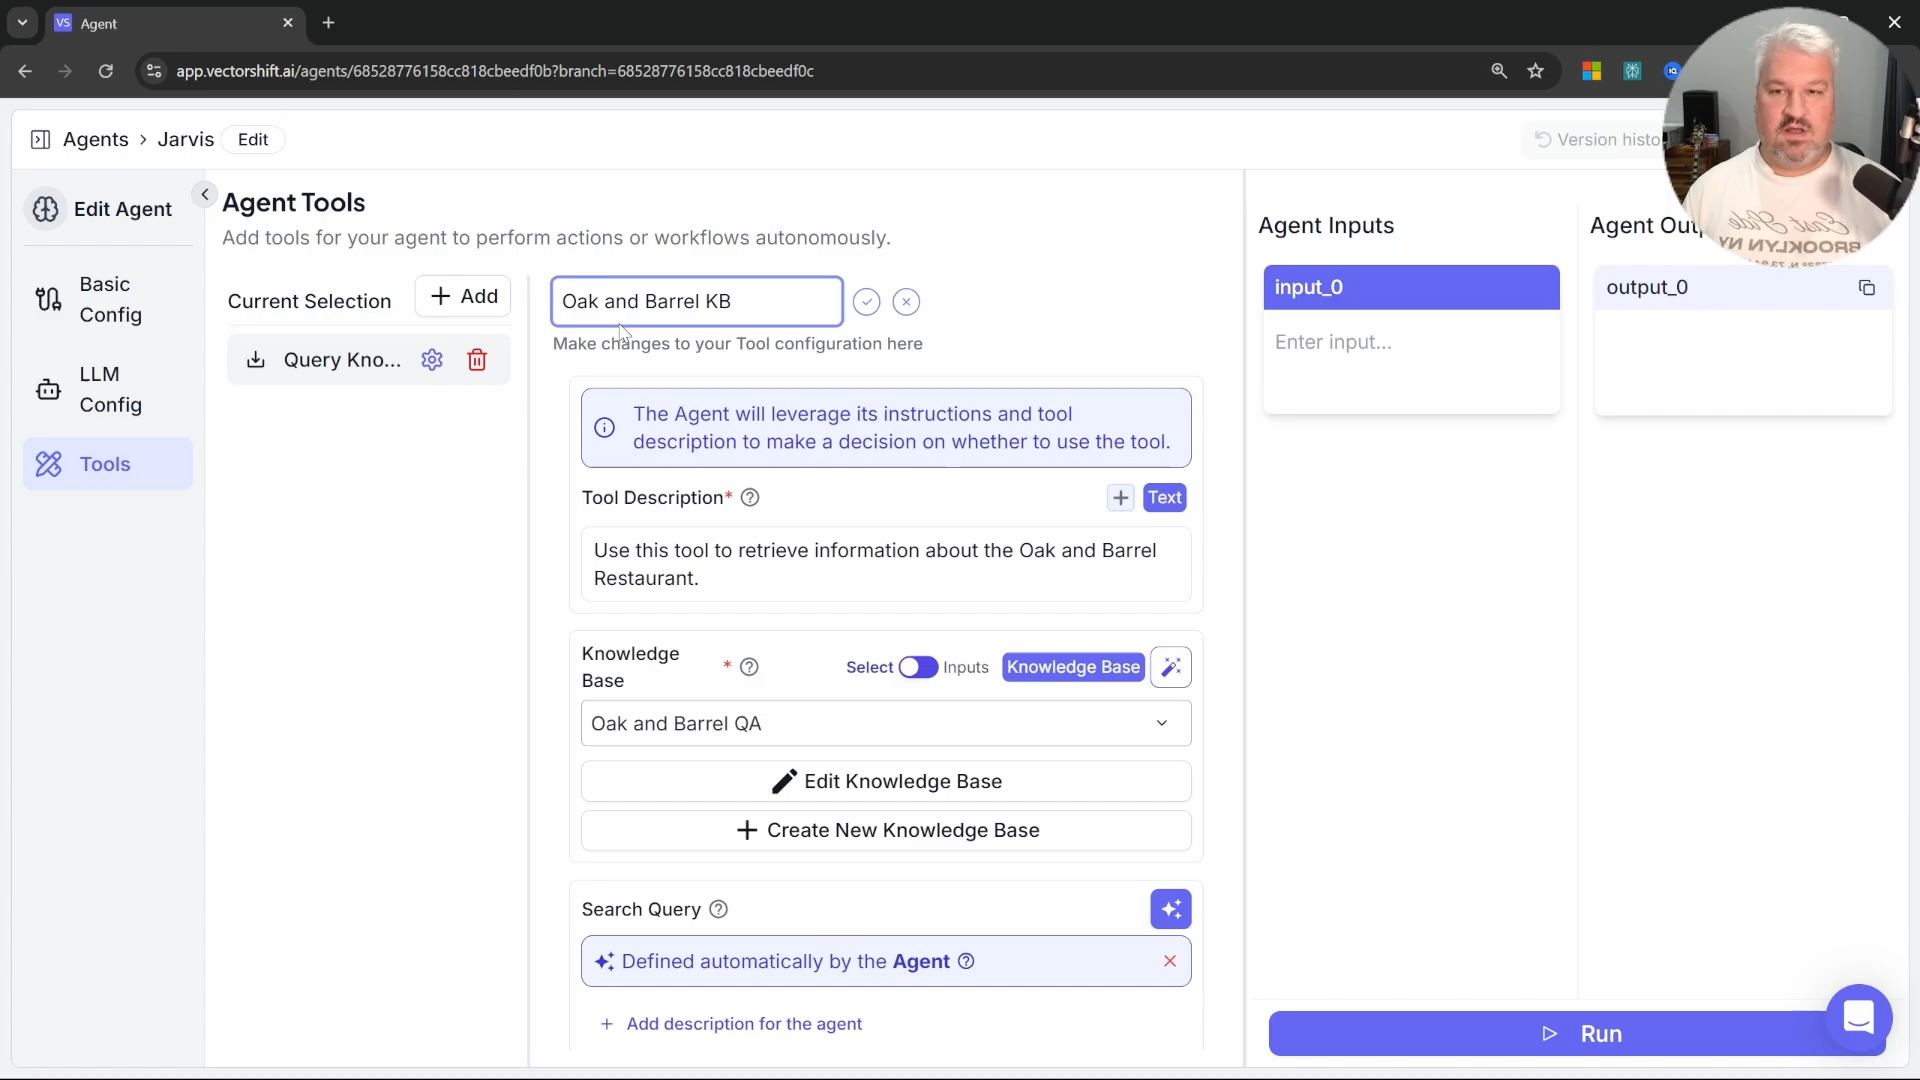 VS Agent
app.vectorshift.ai/agents/68528776158cc818cbeedf0b?branch=68528776158cc818cbeedf0c
Agents > Jarvis Edit
Version histo
Edit Agent
Basic
Config
LLM
Config
Tools
Agent Tools
Add tools for your agent to perform actions or workflows autonomously.
Current Selection
+ Add
Query Kno...
Oak and Barrel KB
Make changes to your Tool configuration here
The Agent will leverage its instructions and tool
description to make a decision on whether to use the tool.
Tool Description*
Text
Use this tool to retrieve information about the Oak and Barrel
Restaurant.
Knowledge
Base *
Select Inputs Knowledge Base
Oak and Barrel QA
Edit Knowledge Base
+ Create New Knowledge Base
Search Query
Defined automatically by the Agent
+ Add description for the agent
Agent Inputs
input_0
Enter input...
Agent Out
output_0
Run
East Side
BROOKLYN NY